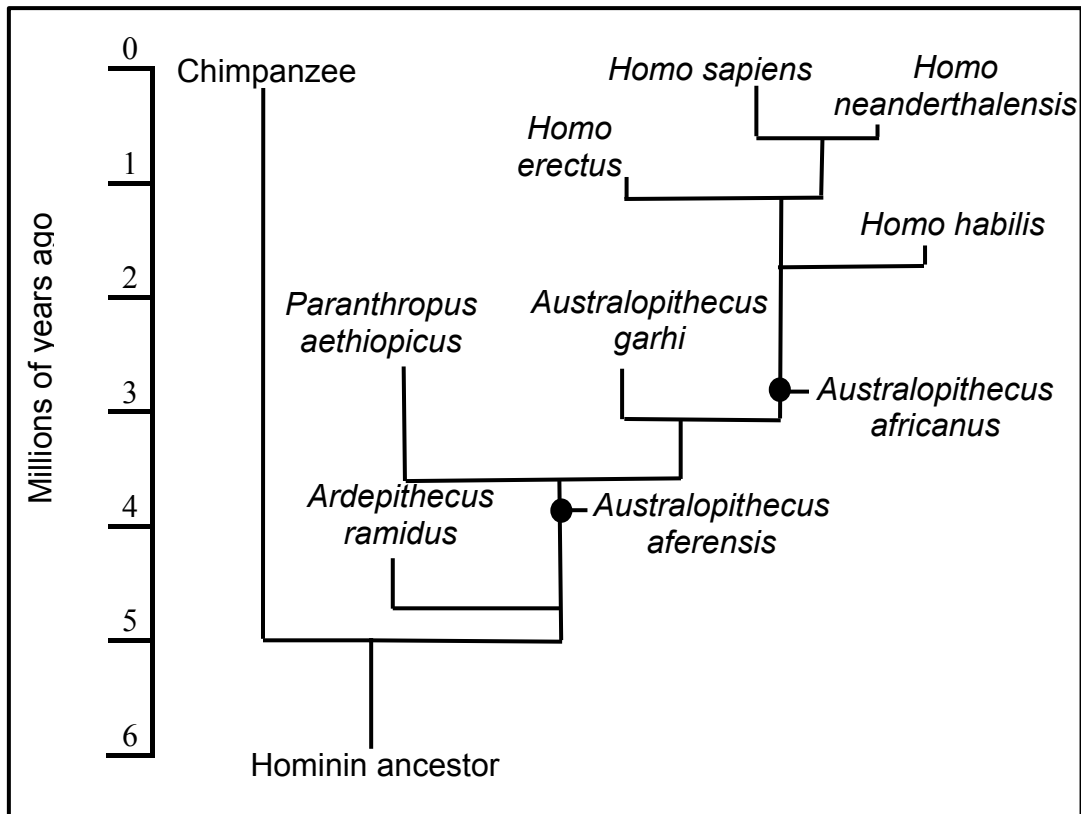 0
Chimpanzee
Homo sapiens
Homo
neanderthalensis
Homo
erectus
1
Homo habilis
2
Paranthropus
aethiopicus
Australopithecus
garhi
3
Australopithecus
africanus
4
Ardepithecus
ramidus
Australopithecus
aferensis
5
6
Hominin ancestor
Millions of years ago